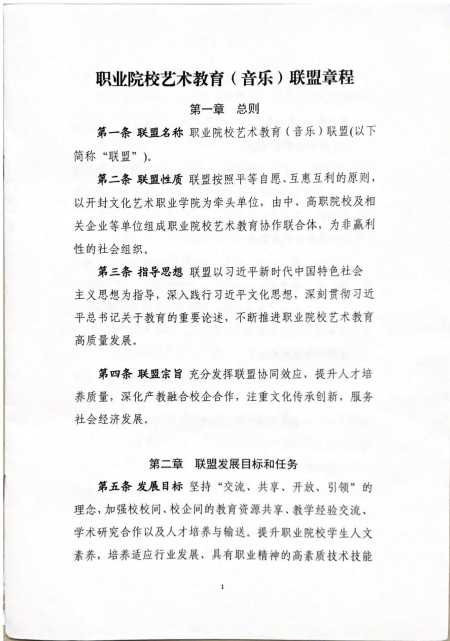 职业院校艺术教育（音乐）联盟章程
第一章 总则
第一条 联盟名称 职业院校艺术教育（音乐）联盟(以下
简称“联盟”)。
第二条 联盟性质 联盟按照平等自愿、互惠互利的原则，
以开封文化艺术职业学院为牵头单位，由中、高职院校及相
关企业等单位组成职业院校艺术教育协作联合体，为非赢利
性的社会组织。
第三条 指导思想 联盟以习近平新时代中国特色社会
主义思想为指导，深入践行习近平文化思想，深刻贯彻习近
平总书记关于教育的重要论述，不断推进职业院校艺术教育
高质量发展。
第四条 联盟宗旨 充分发挥联盟协同效应，提升人才培
养质量，深化产教融合校企合作，注重文化传承创新，服务
社会经济发展。
第二章 联盟发展目标和任务
第五条 发展目标 坚持“交流、共享、开放、引领”的
理念，加强校校间、校企间的教育资源共享、教学经验交流、
学术研究合作以及人才培养与输送。提升职业院校学生人文
素养，培养适应行业发展、具有职业精神的高素质技术技能
1